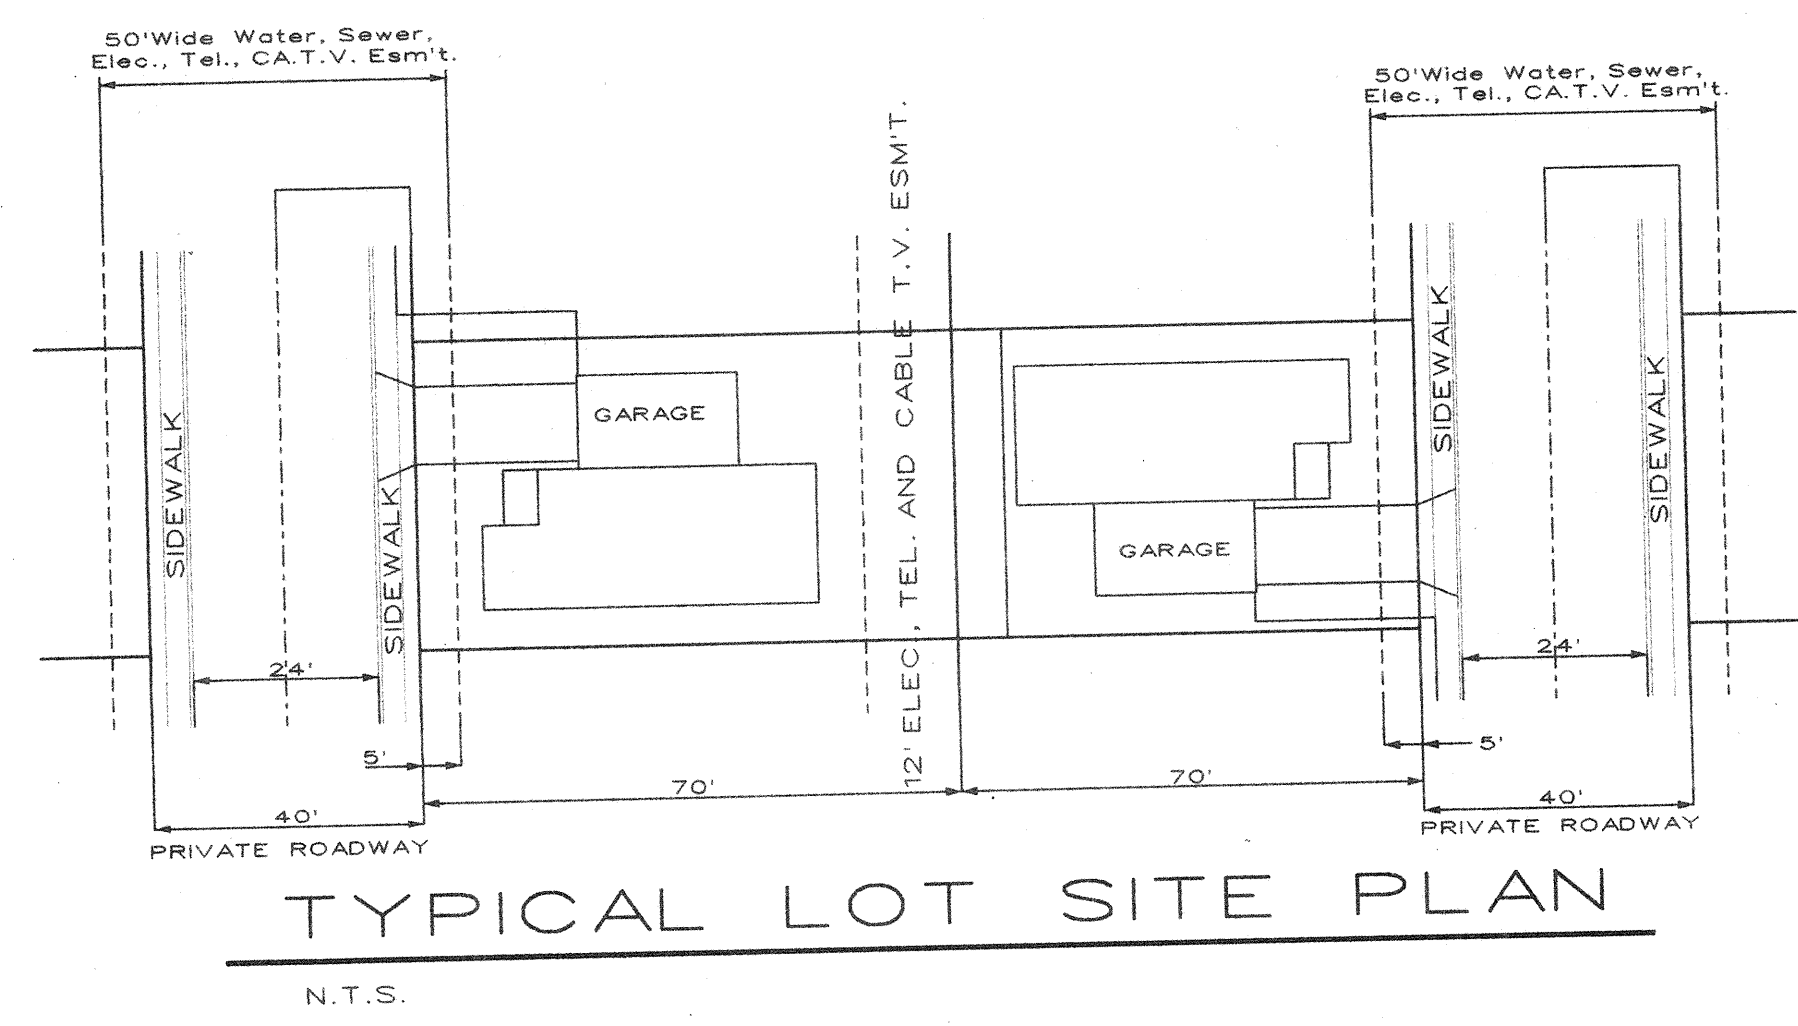 50'Wide Water, Sewer,
Elec., Tel., CA.T.V. Esm't.
50'Wide Water, Sewer,
Elec., Tel., CA.T.V. Esm't.
12' ELEC., TEL. AND CABLE T.V. ESM'T.
SIDEWALK
SIDEWALK
GARAGE
GARAGE
SIDEWALK
SIDEWALK
24'
24'
5'
5'
70'
70'
40'
PRIVATE ROADWAY
40'
PRIVATE ROADWAY
TYPICAL LOT SITE PLAN
N.T.S.